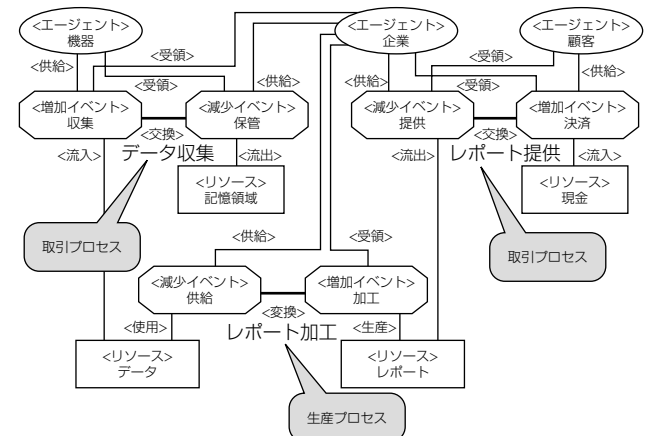 <エージェント>
機器
<エージェント>
企業
<エージェント>
顧客
<供給>
<受領>
<受領>
<供給>
<供給>
<受領>
<受領>
<供給>
<増加イベント>
収集
<減少イベント>
保管
<減少イベント>
提供
<増加イベント>
決済
<交換>
<交換>
<流入>
データ収集
<流出>
<流出>
レポート提供
<流入>
<リソース>
記憶領域
<リソース>
現金
取引プロセス
取引プロセス
<供給>
<受領>
<減少イベント>
供給
<増加イベント>
加工
<変換>
<使用>
レポート加工
<生産>
<リソース>
データ
<リソース>
レポート
生産プロセス